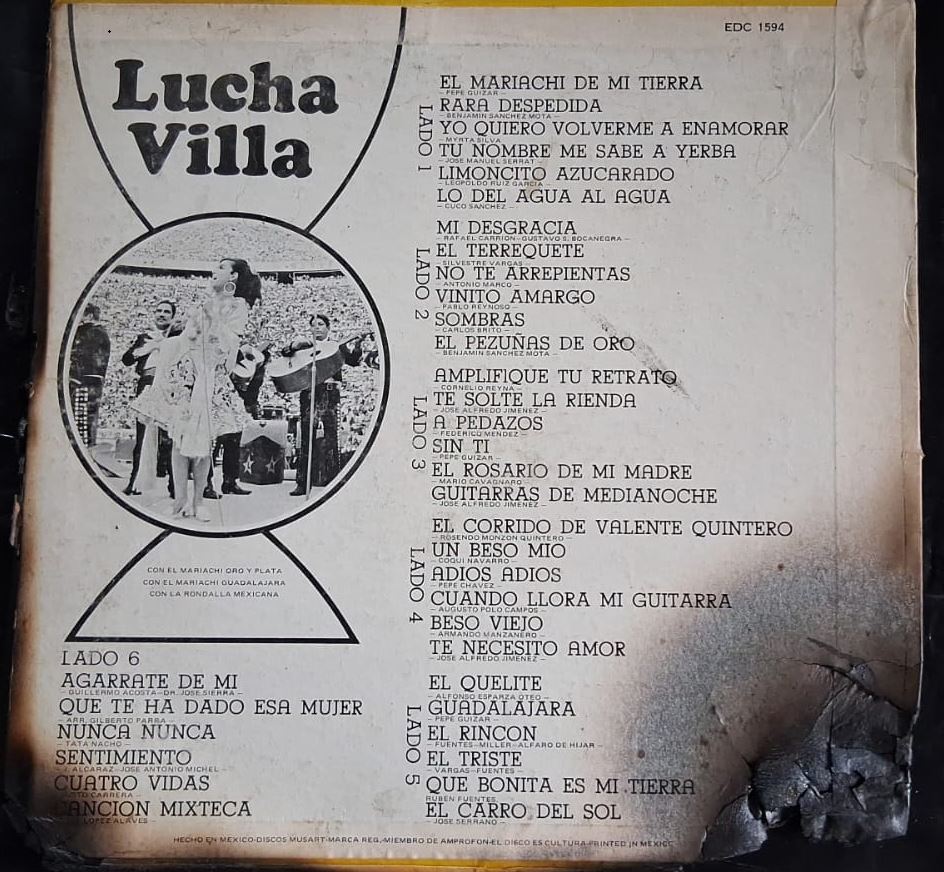 EDC 1594
Lucha
Villa
LADO 1
EL MARIACHI DE MI TIERRA
- PEPE GUIZAR -
RARA DESPEDIDA
- BENJAMIN SANCHEZ MOTA -
YO QUIERO VOLVERME A ENAMORAR
- MYRTA SILVA
TU NOMBRE ME SABE A YERBA
- JOSE MANUEL SERRAT -
LIMONCITO AZUCARADO
- LEOPOLDO RUIZ GARCIA -
LO DEL AGUA AL AGUA
- CUCO SANCHEZ -
LADO 2
MI DESGRACIA
- RAFAEL CARRION-GUSTAVO S. BOCANEGRA -
EL TERREQUETE
- SILVESTRE VARGAS -
NO TE ARREPIENTAS
- ANTONIO MARCO -
VINITO AMARGO
- PABLO REYNOSO -
SOMBRAS
- CARLOS BRITO -
EL PEZUÑAS DE ORO
- BENJAMIN SANCHEZ MOTA -
LADO 3
AMPLIFIQUE TU RETRATO
- CORNELIO REYNA -
TE SOLTE LA RIENDA
- JOSE ALFREDO JIMENEZ -
A PEDAZOS
- FEDERICO MENDEZ -
SIN TI
- PEPE GUIZAR -
EL ROSARIO DE MI MADRE
- MARIO CAVAGNARO -
GUITARRAS DE MEDIANOCHE
- JOSE ALFREDO JIMENEZ -
LADO 4
EL CORRIDO DE VALENTE QUINTERO
- ROSENDO MONZON QUINTERO -
UN BESO MIO
- COQUI NAVARRO -
ADIOS ADIOS
- PEPE CHAVEZ -
CUANDO LLORA MI GUITARRA
- AUGUSTO POLO CAMPOS -
BESO VIEJO
- ARMANDO MANZANERO -
TE NECESITO AMOR
- JOSE ALFREDO JIMENEZ -
LADO 5
EL QUELITE
- ALFONSO ESPARZA OTEO -
GUADALAJARA
- PEPE GUIZAR -
EL RINCON
- FUENTES-MILLER-ALFARO DE HIJAR -
EL TRISTE
- VARGAS-FUENTES -
QUE BONITA ES MI TIERRA
RUBEN FUENTES
EL CARRO DEL SOL
- JOSE SERRANO -
CON EL MARIACHI ORO Y PLATA
CON EL MARIACHI GUADALAJARA
CON LA RONDALLA MEXICANA
LADO 6
AGARRATE DE MI
- GUILLERMO ACOSTA-DR. JOSE SIERRA -
QUE TE HA DADO ESA MUJER
- ARR. GILBERTO PARRA -
NUNCA NUNCA
- TATA NACHO -
SENTIMIENTO
- J. ALCARAZ-JOSE ANTONIO MICHEL -
CUATRO VIDAS
CARRERA -
CANCION MIXTECA
LOPEZ ALAVES -
HECHO EN MEXICO-DISCOS MUSART-MARCA REG.-MIEMBRO DE AMPROFON-EL DISCO ES CULTURA-PRINTED IN MEXICO